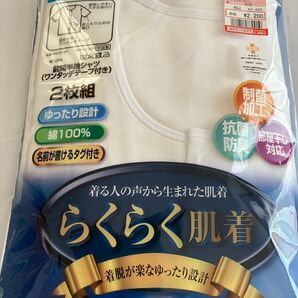 ¥2,200
前開半袖シャツ
(ワンタッチテープ付き)
2枚組
ゆったり設計
綿100%
名前が書けるタグ付き
制菌
加工
抗菌
防臭
部屋干し
対応
着る人の声から生まれた肌着
らくらく肌着
着脱が楽なゆったり設計